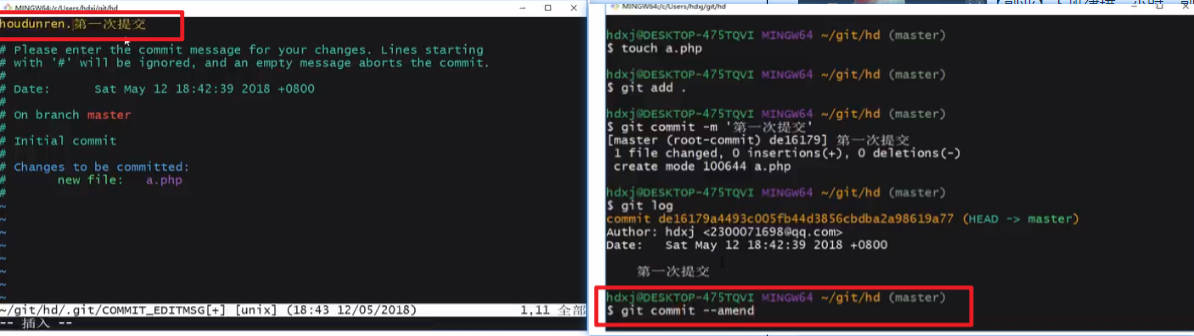 MINGW64:/c/Users/hdxj/git/hd
houdunren.第一次提交
# Please enter the commit message for your changes. Lines starting
# with '#' will be ignored, and an empty message aborts the commit.
#
# Date:      Sat May 12 18:42:39 2018 +0800
#
# On branch master
#
# Initial commit
#
# Changes to be committed:
#       new file:   a.php
#
~
~
~
~
~
~
~
~/git/hd/.git/COMMIT_EDITMSG[+] [unix] (18:43 12/05/2018) 1,11 全部
-- 插入 --
MINGW64:/c/Users/hdxj/git/hd
hdxj@DESKTOP-475TQVI MINGW64 ~/git/hd (master)
$ touch a.php
hdxj@DESKTOP-475TQVI MINGW64 ~/git/hd (master)
$ git add .
hdxj@DESKTOP-475TQVI MINGW64 ~/git/hd (master)
$ git commit -m '第一次提交'
[master (root-commit) de16179] 第一次提交
 1 file changed, 0 insertions(+), 0 deletions(-)
 create mode 100644 a.php
hdxj@DESKTOP-475TQVI MINGW64 ~/git/hd (master)
$ git log
commit de16179a4493c005fb44d3856cbdba2a98619a77 (HEAD -> master)
Author: hdxj <2300071698@qq.com>
Date:   Sat May 12 18:42:39 2018 +0800
    第一次提交
hdxj@DESKTOP-475TQVI MINGW64 ~/git/hd (master)
$ git commit --amend